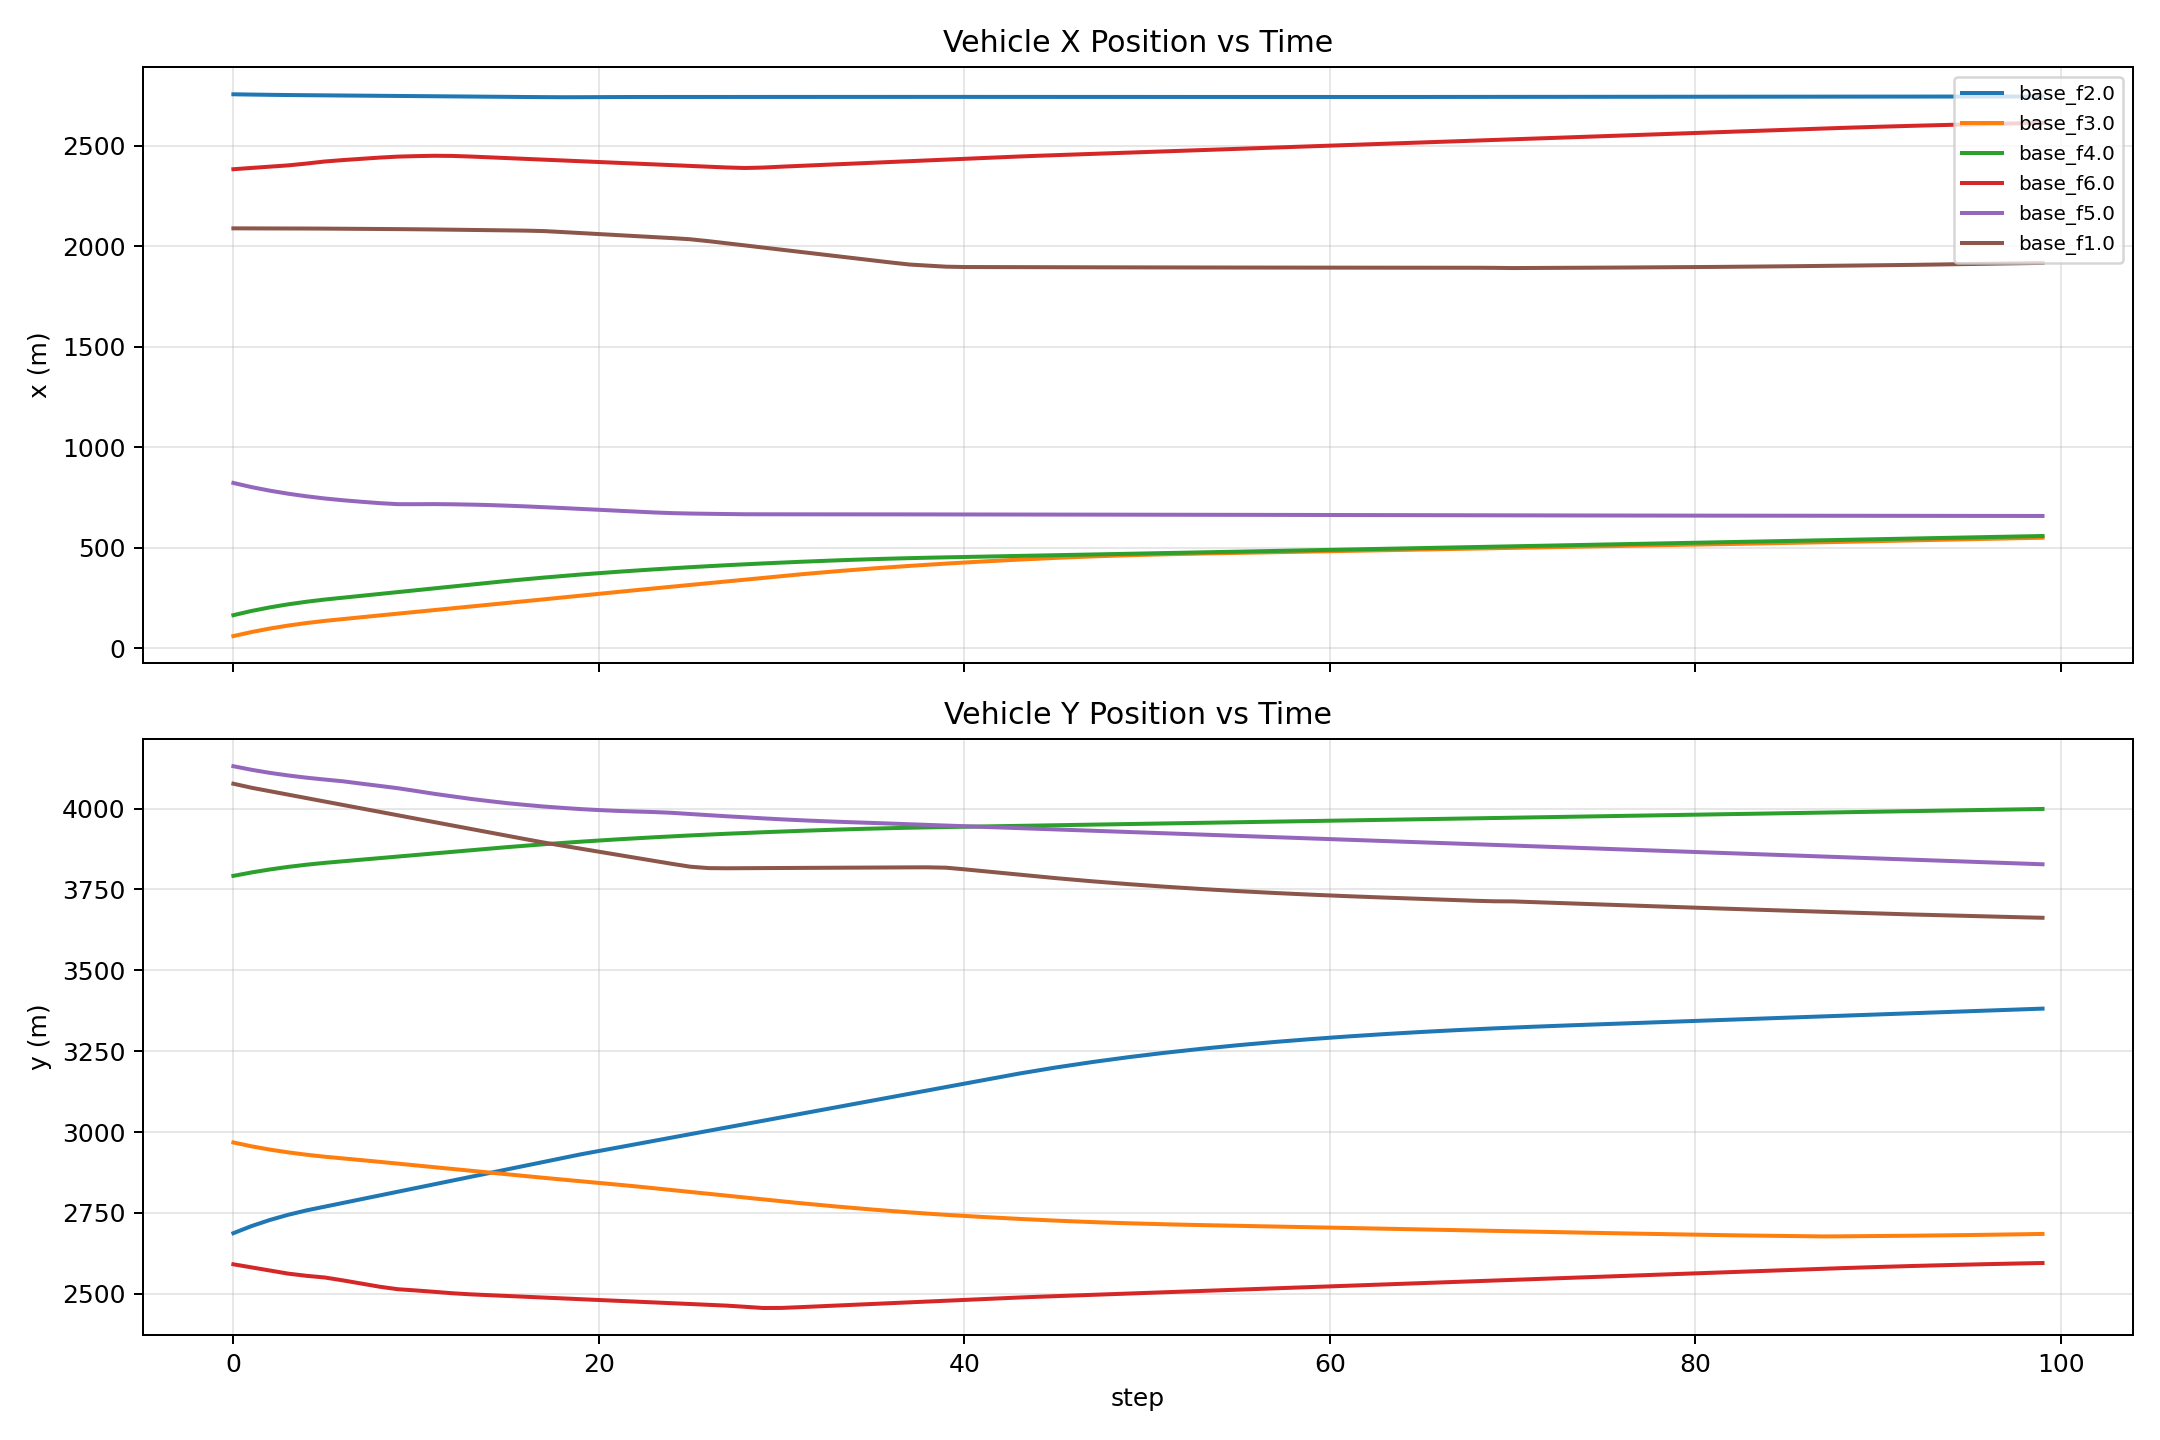 Vehicle X Position vs Time
x (m)
2500
2000
1500
1000
500
0
base_f2.0
base_f3.0
base_f4.0
base_f6.0
base_f5.0
base_f1.0
Vehicle Y Position vs Time
y (m)
4000
3750
3500
3250
3000
2750
2500
0 20 40 60 80 100
step